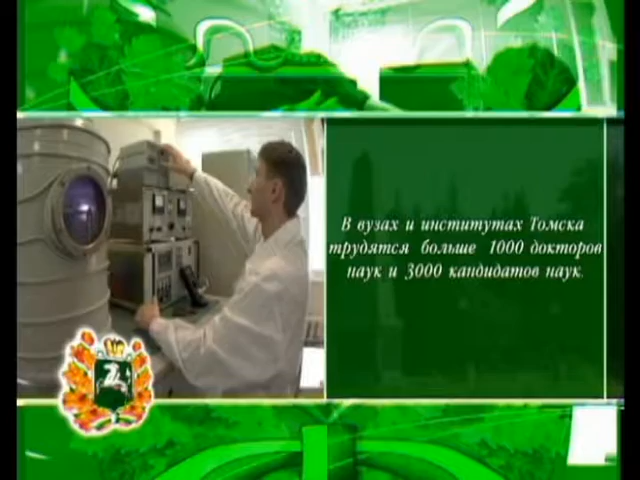 В вузах и институтах Томска
трудятся больше 1000 докторов
наук и 3000 кандидатов наук.